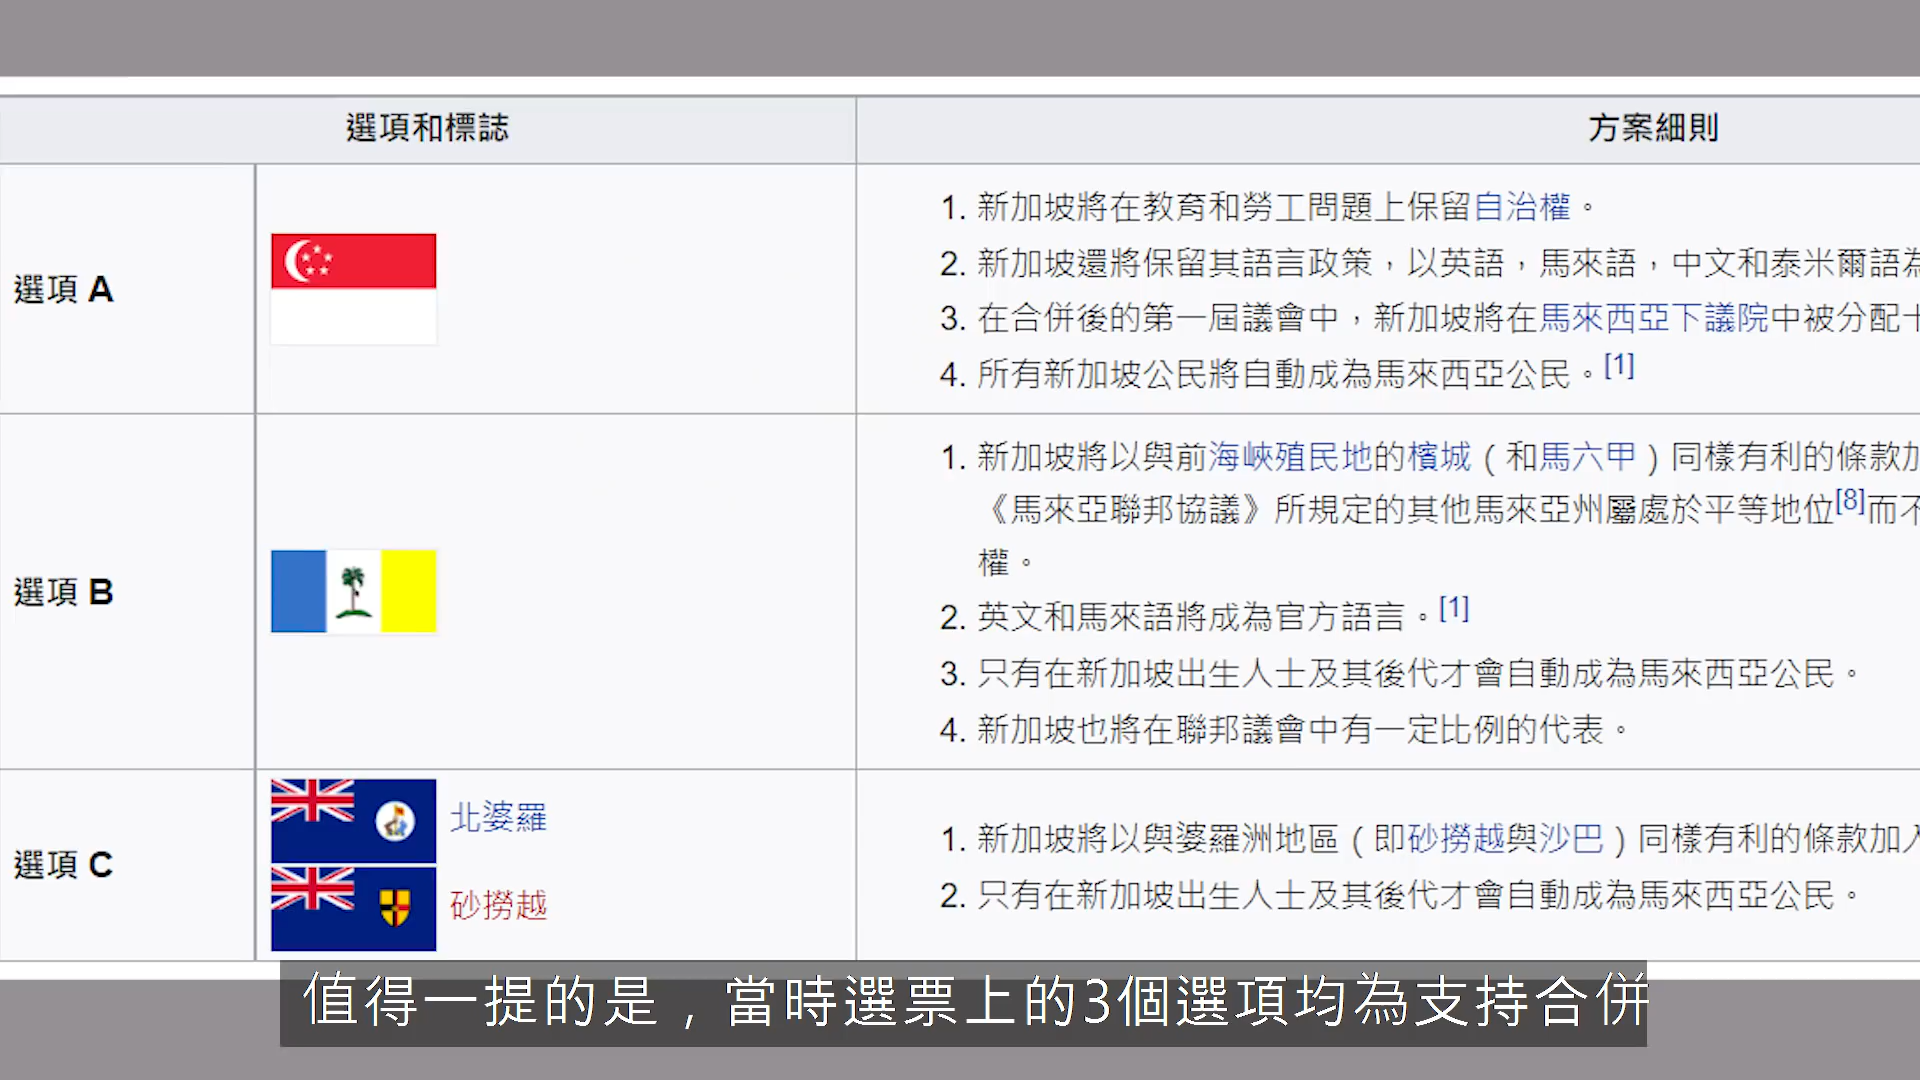 選項和標誌
方案細則
選項 A
1. 新加坡將在教育和勞工問題上保留自治權。
2. 新加坡還將保留其語言政策，以英語，馬來語，中文和泰米爾語為
3. 在合併後的第一屆議會中，新加坡將在馬來西亞下議院中被分配十
4. 所有新加坡公民將自動成為馬來西亞公民。[1]
選項 B
1. 新加坡將以與前海峽殖民地的檳城（和馬六甲）同樣有利的條款加
《馬來亞聯邦協議》所規定的其他馬來亞州屬處於平等地位[8]而不
權。
2. 英文和馬來語將成為官方語言。[1]
3. 只有在新加坡出生人士及其後代才會自動成為馬來西亞公民。
4. 新加坡也將在聯邦議會中有一定比例的代表。
選項 C
北婆羅
砂撈越
1. 新加坡將以與婆羅洲地區（即砂撈越與沙巴）同樣有利的條款加入
2. 只有在新加坡出生人士及其後代才會自動成為馬來西亞公民。
值得一提的是，當時選票上的3個選項均為支持合併